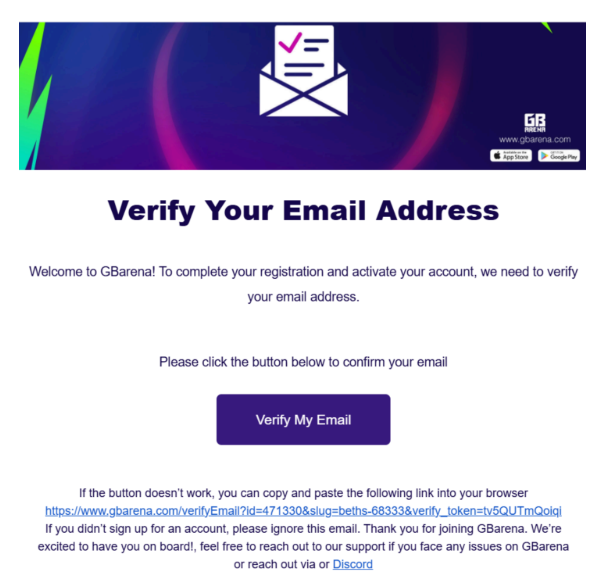 GB
ARENA
www.gbarena.com
Available on the
App Store
GET IT ON
Google Play
Verify Your Email Address
Welcome to GBarena! To complete your registration and activate your account, we need to verify
your email address.
Please click the button below to confirm your email
Verify My Email
If the button doesn't work, you can copy and paste the following link into your browser
https://www.gbarena.com/verifyEmail?id=471330&slug=beths-68333&verify_token=tv5QUTmQoiqi
If you didn't sign up for an account, please ignore this email. Thank you for joining GBarena. We're
excited to have you on board!, feel free to reach out to our support if you face any issues on GBarena
or reach out via or Discord